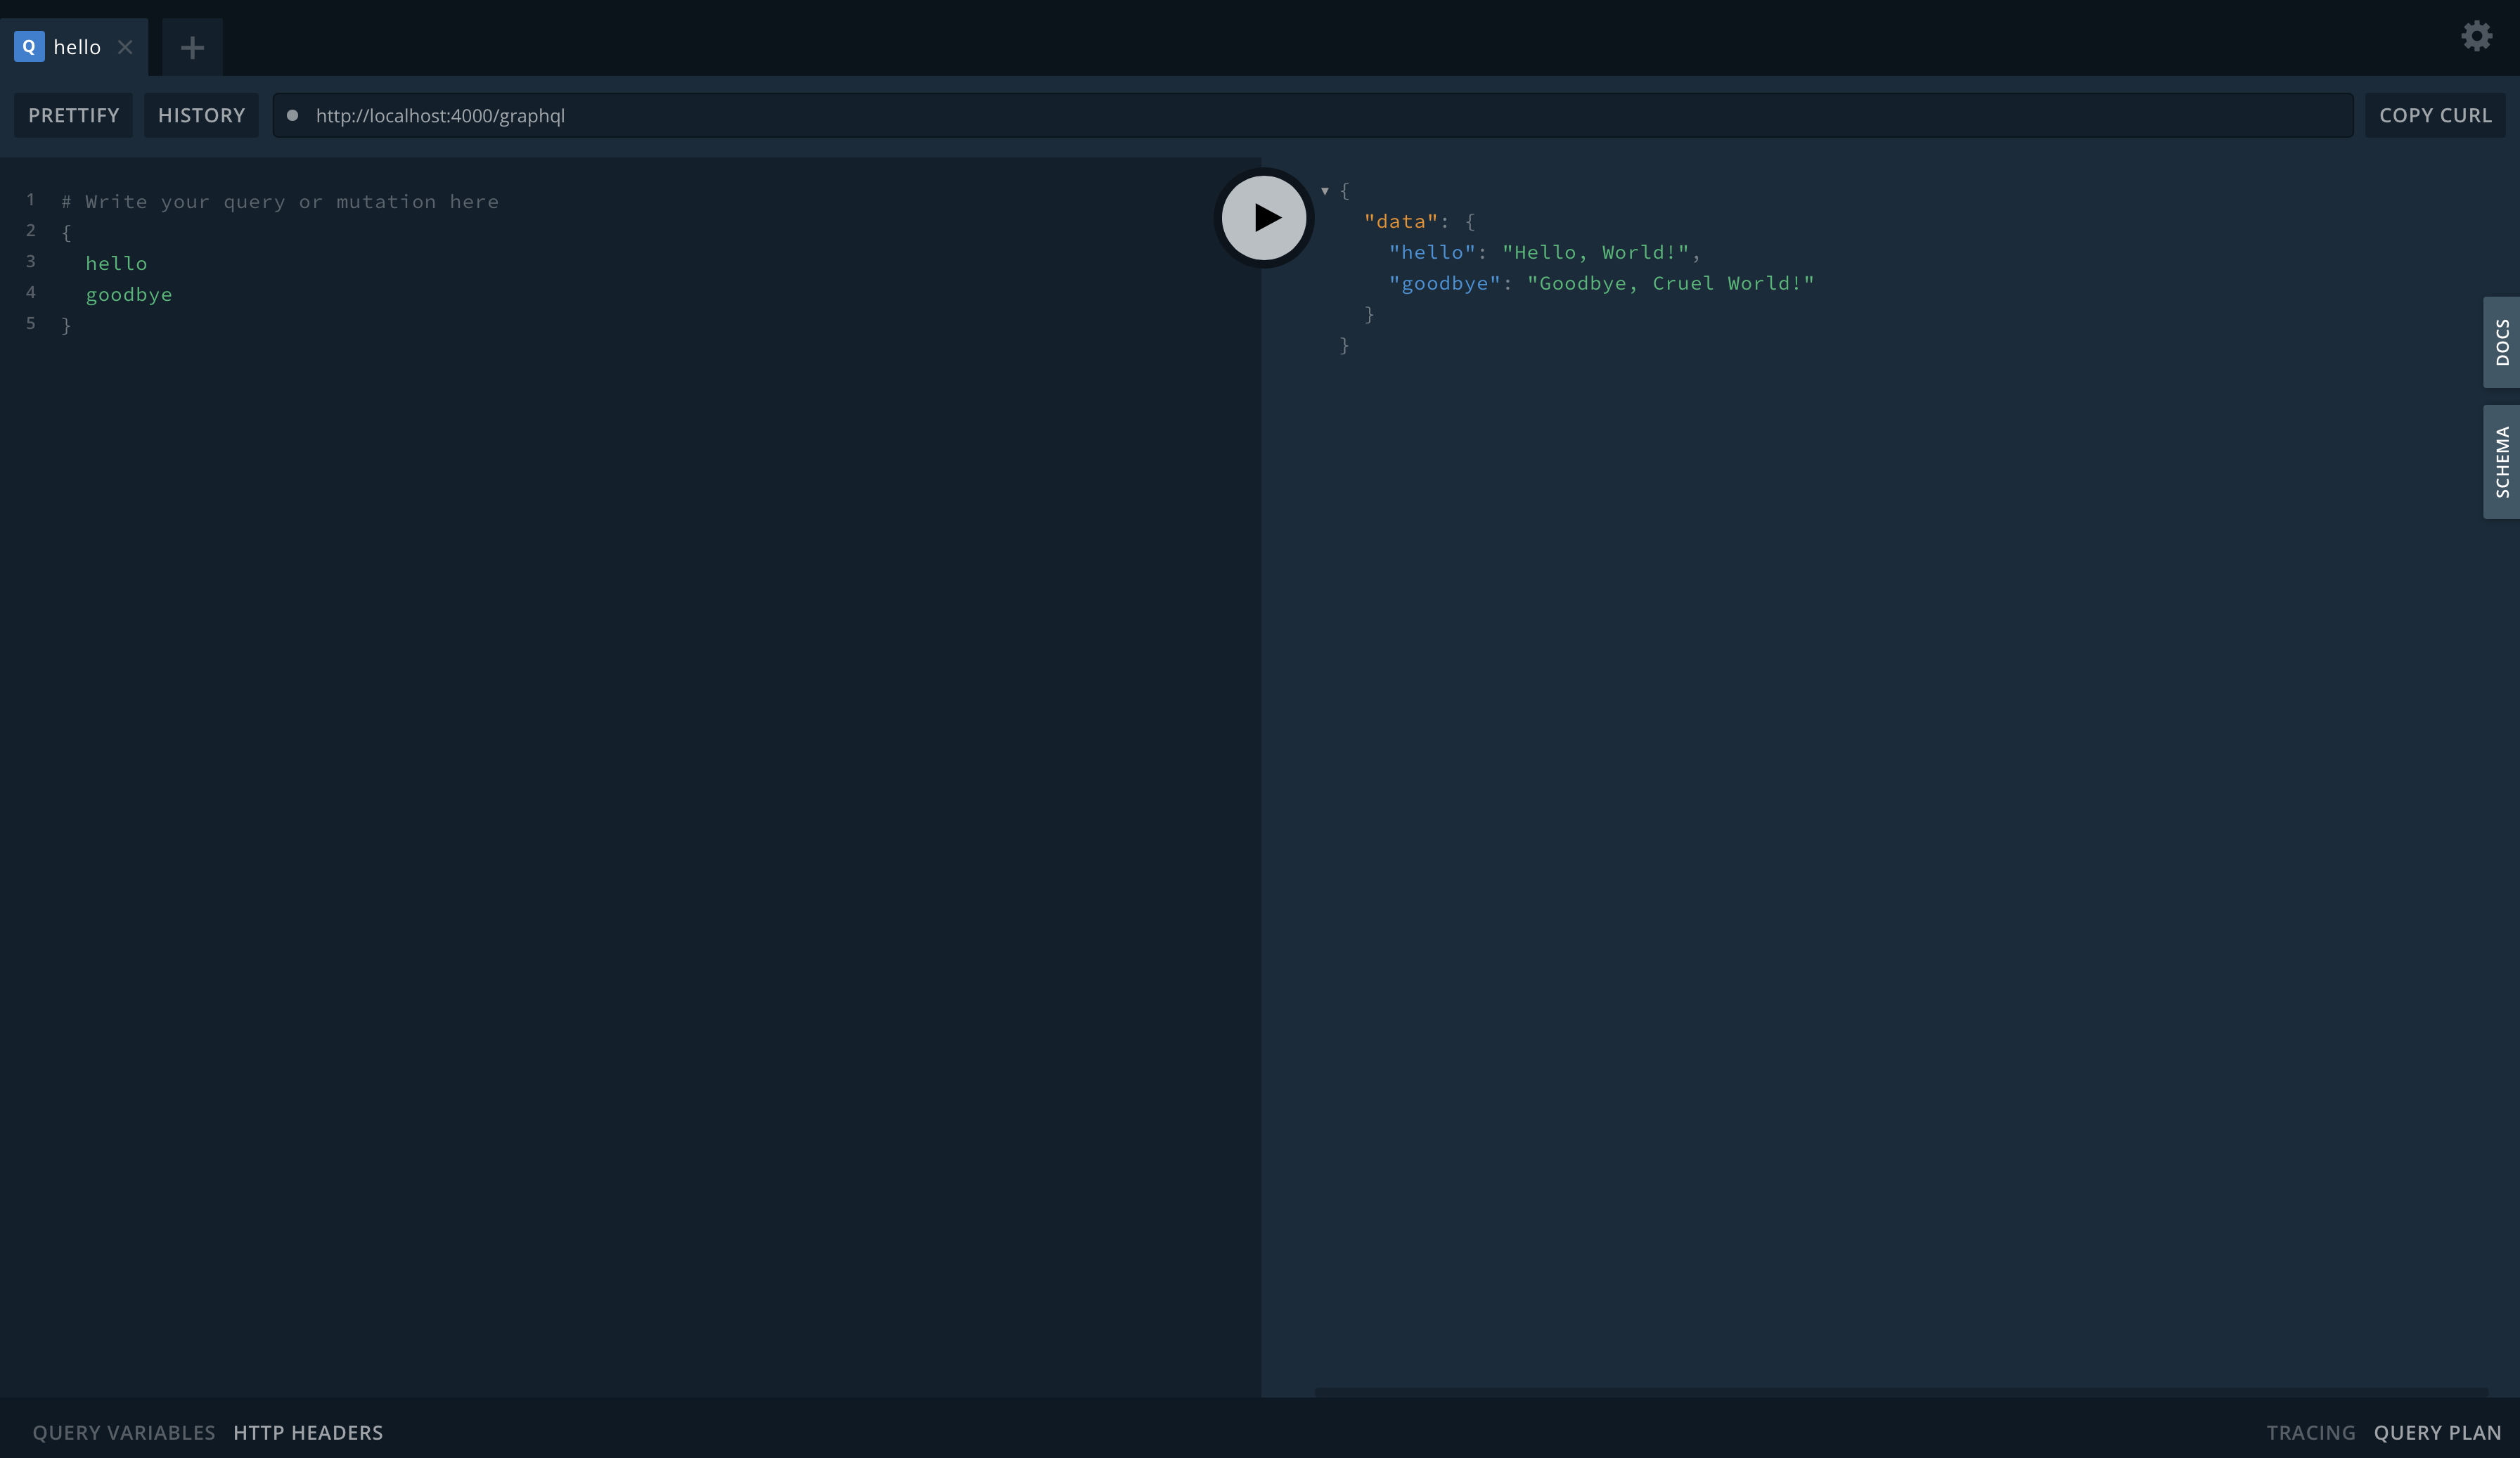 Q hello
PRETTIFY HISTORY http://localhost:4000/graphql COPY CURL
1 # Write your query or mutation here
2 {
3 hello
4 goodbye
5 }
{
"data": {
"hello": "Hello, World!",
"goodbye": "Goodbye, Cruel World!"
}
}
DOCS
SCHEMA
QUERY VARIABLES HTTP HEADERS
TRACING QUERY PLAN